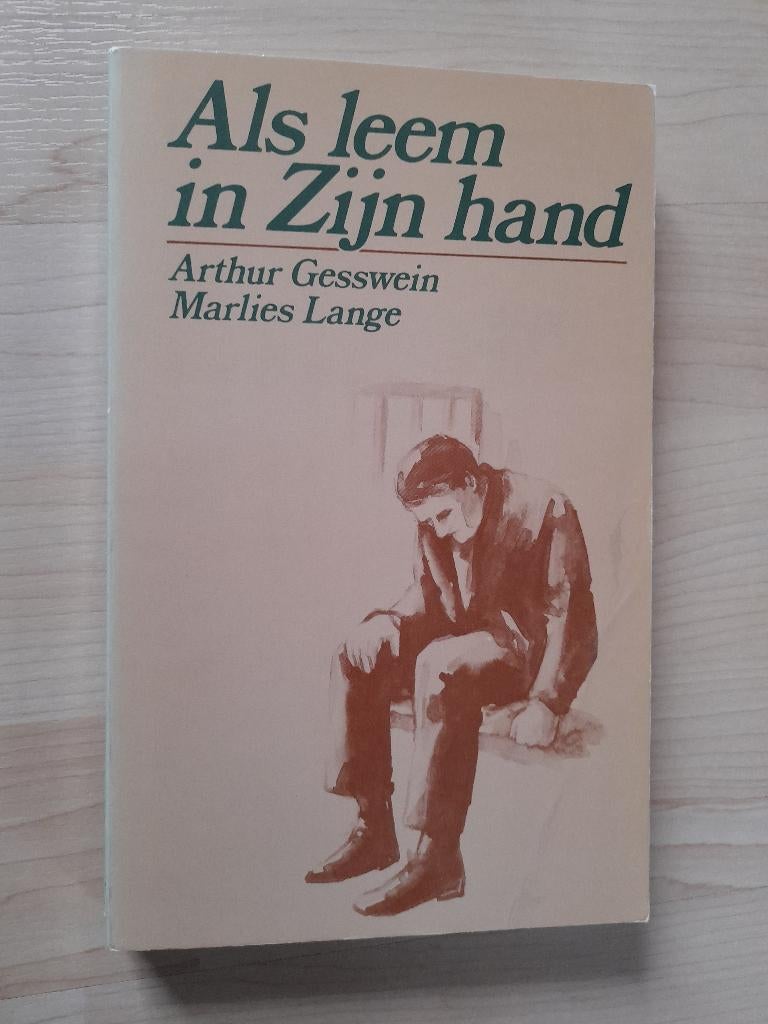 Als leem
in Zijn hand
Arthur Gesswein
Marlies Lange